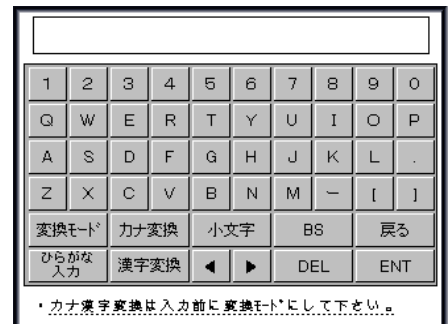 1 2 3 4 5 6 7 8 9 0
Q W E R T Y U I O P
A S D F G H J K L .
Z X C V B N M ー [ ]
変換ﾓｰﾄﾞ カナ変換 小文字 BS 戻る
ひらがな入力 漢字変換 ◀ ▶ DEL ENT
・カナ漢字変換は入力前に変換ﾓｰﾄﾞにして下さい。